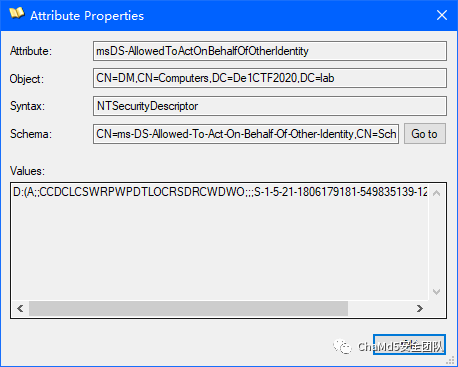 Attribute Properties
Attribute: msDS-AllowedToActOnBehalfOfOtherIdentity
Object: CN=DM,CN=Computers,DC=De1CTF2020,DC=lab
Syntax: NTSecurityDescriptor
Schema: CN=ms-DS-Allowed-To-Act-On-Behalf-Of-Other-Identity,CN=Sch Go to
Values:
D:(A;;CCDCLCSWRPWPDTLOCRSDRCWDWO;;;S-1-5-21-1806179181-549835139-12
ChaMd5安全团队